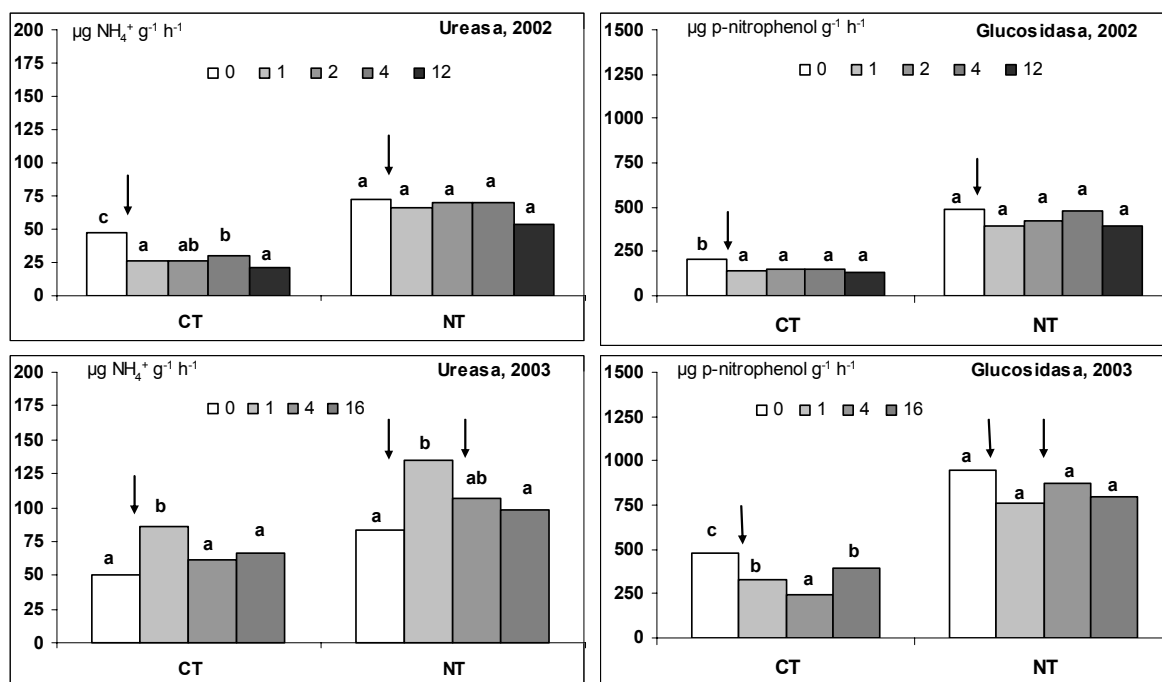 µg NH₄⁺ g⁻¹ h⁻¹ Ureasa, 2002
0 1 2 4 12
200
175
150
125
100
75
50
25
0
c a ab b a
a a a a a
CT NT
µg p-nitrophenol g⁻¹ h⁻¹ Glucosidasa, 2002
0 1 2 4 12
1500
1250
1000
750
500
250
0
b a a a a
a a a a a
CT NT
µg NH₄⁺ g⁻¹ h⁻¹ Ureasa, 2003
0 1 4 16
200
175
150
125
100
75
50
25
0
a b a a
a b ab a
CT NT
µg p-nitrophenol g⁻¹ h⁻¹ Glucosidasa, 2003
0 1 4 16
1500
1250
1000
750
500
250
0
c b a b
a a a a
CT NT